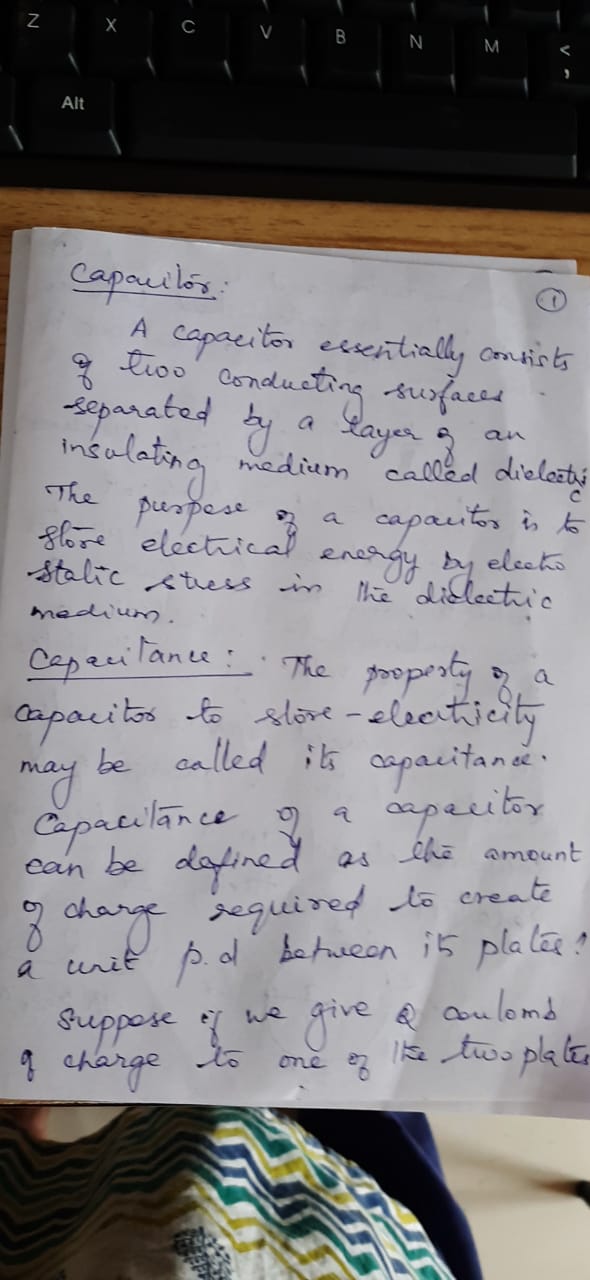 Z X C V B N M < ,
Alt
Capacitor:
1
A capacitor essentially consists
of two conducting surfaces
separated by a layer of an
insulating medium called dielectric
The purpose of a capacitor is to
store electrical energy by electro
static stress in the dielectric
medium.
Capacitance: The property of a
capacitor to store-electricity
may be called its capacitance.
Capacitance of a capacitor
can be defined as the amount
of charge required to create
a unit p.d between its plates.
Suppose if we give Q coulomb
of charge to one of the two plates